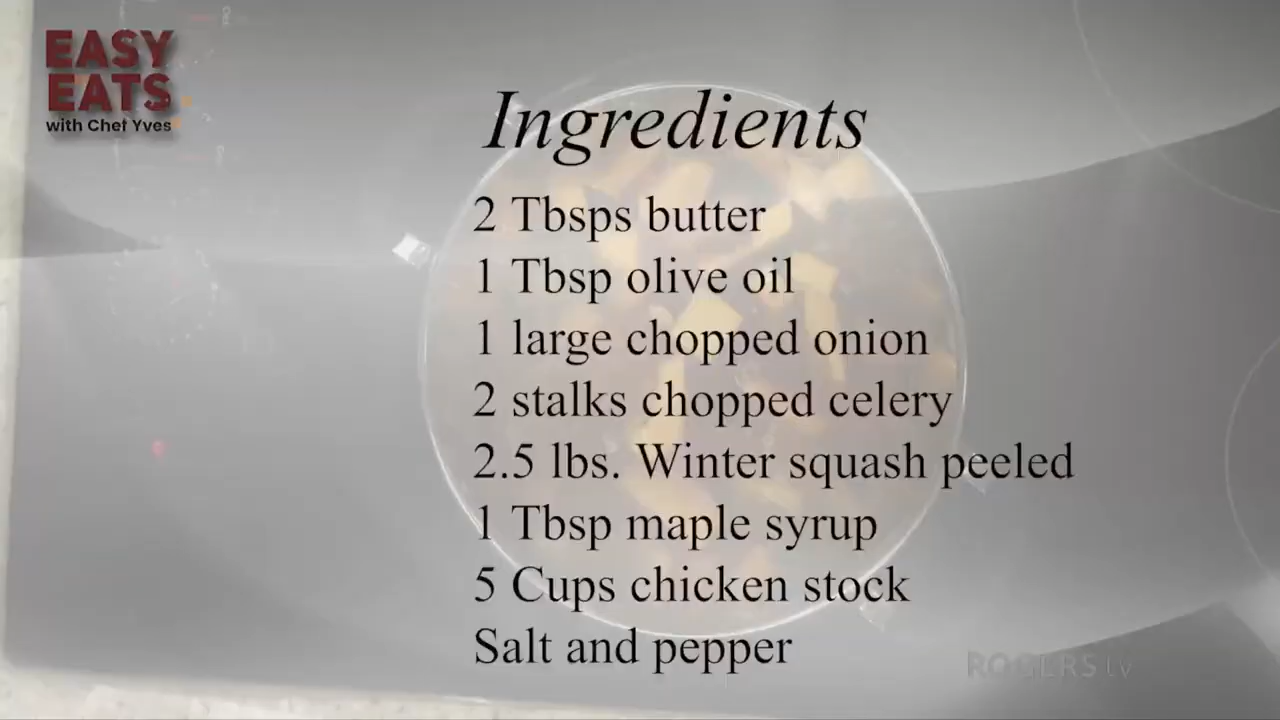 EASY
EATS
with Chef Yves
Ingredients
2 Tbsps butter
1 Tbsp olive oil
1 large chopped onion
2 stalks chopped celery
2.5 lbs. Winter squash peeled
1 Tbsp maple syrup
5 Cups chicken stock
Salt and pepper
ROGERS tv